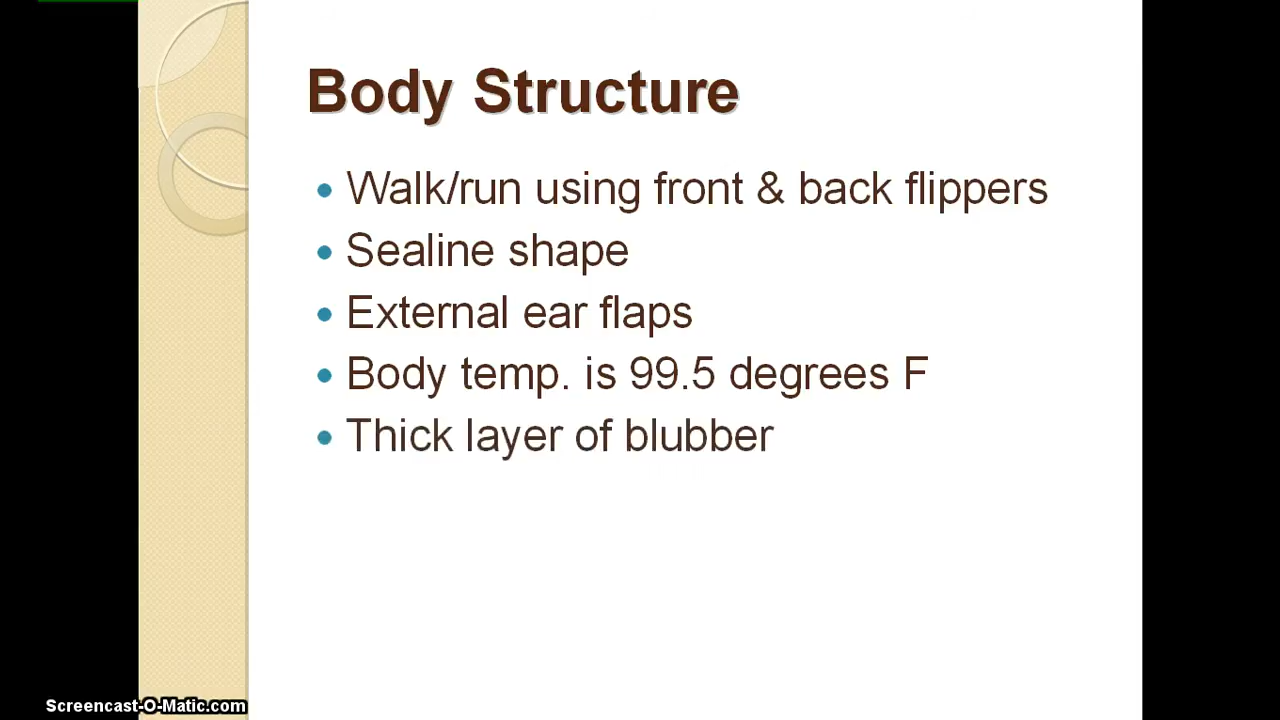 Body Structure
• Walk/run using front & back flippers
• Sealine shape
• External ear flaps
• Body temp. is 99.5 degrees F
• Thick layer of blubber
Screencast-O-Matic.com